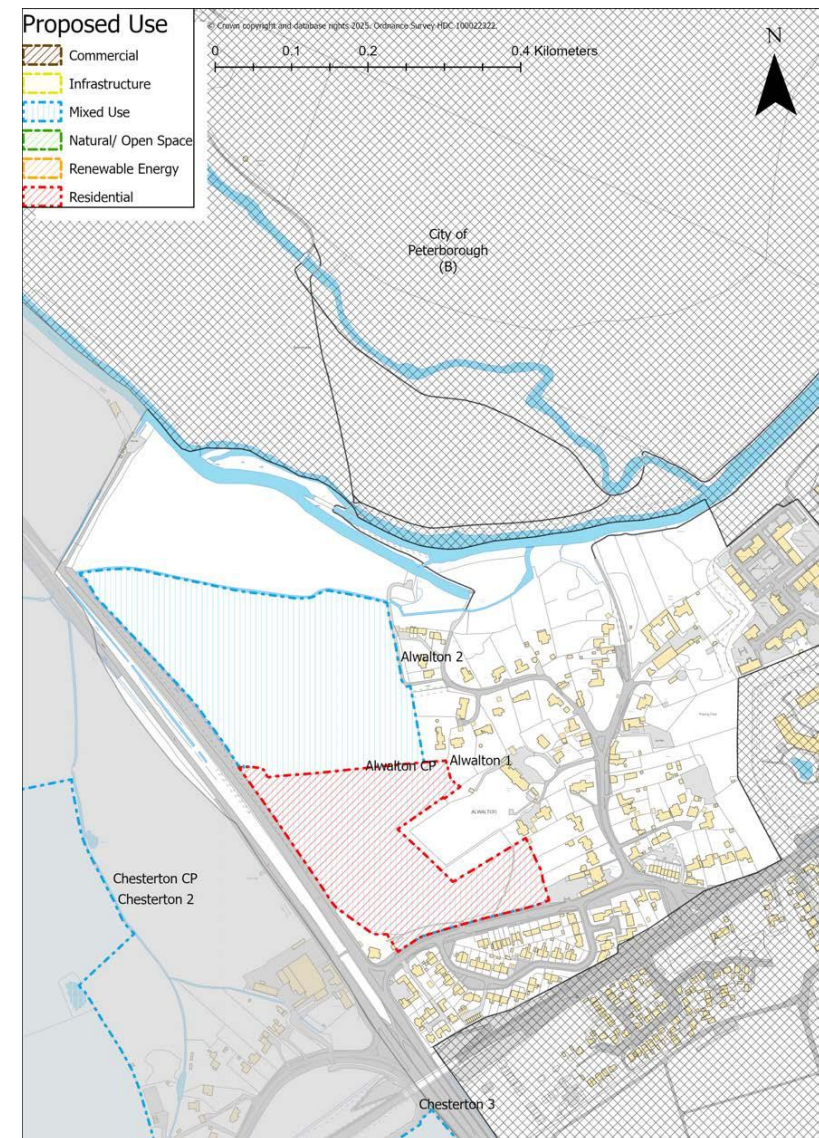 Proposed Use
Commercial
Infrastructure
Mixed Use
Natural/ Open Space
Renewable Energy
Residential
© Crown copyright and database rights 2025. Ordnance Survey HDC 100022322.
0 0.1 0.2 0.4 Kilometers
N
City of
Peterborough
(B)
Alwalton 2
Alwalton CP
Alwalton 1
ALWALTON
Chesterton CP
Chesterton 2
Chesterton 3